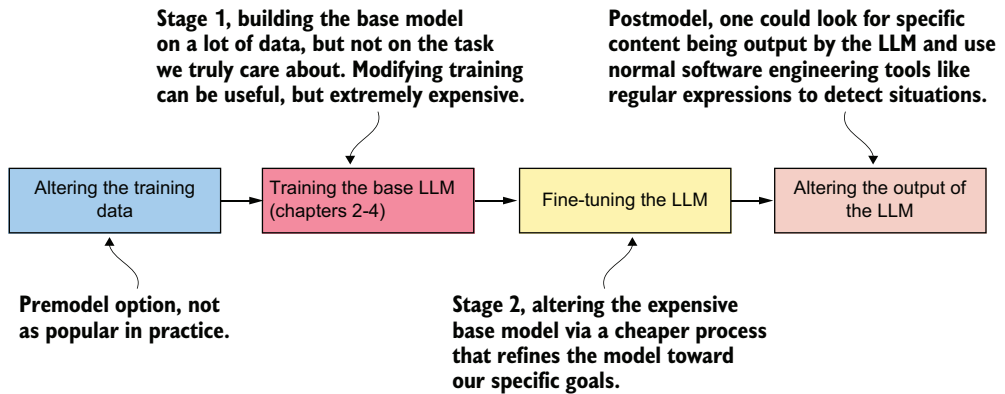 Stage 1, building the base model
on a lot of data, but not on the task
we truly care about. Modifying training
can be useful, but extremely expensive.
Postmodel, one could look for specific
content being output by the LLM and use
normal software engineering tools like
regular expressions to detect situations.
Altering the training
data
Training the base LLM
(chapters 2-4)
Fine-tuning the LLM
Altering the output of
the LLM
Premodel option, not
as popular in practice.
Stage 2, altering the expensive
base model via a cheaper process
that refines the model toward
our specific goals.